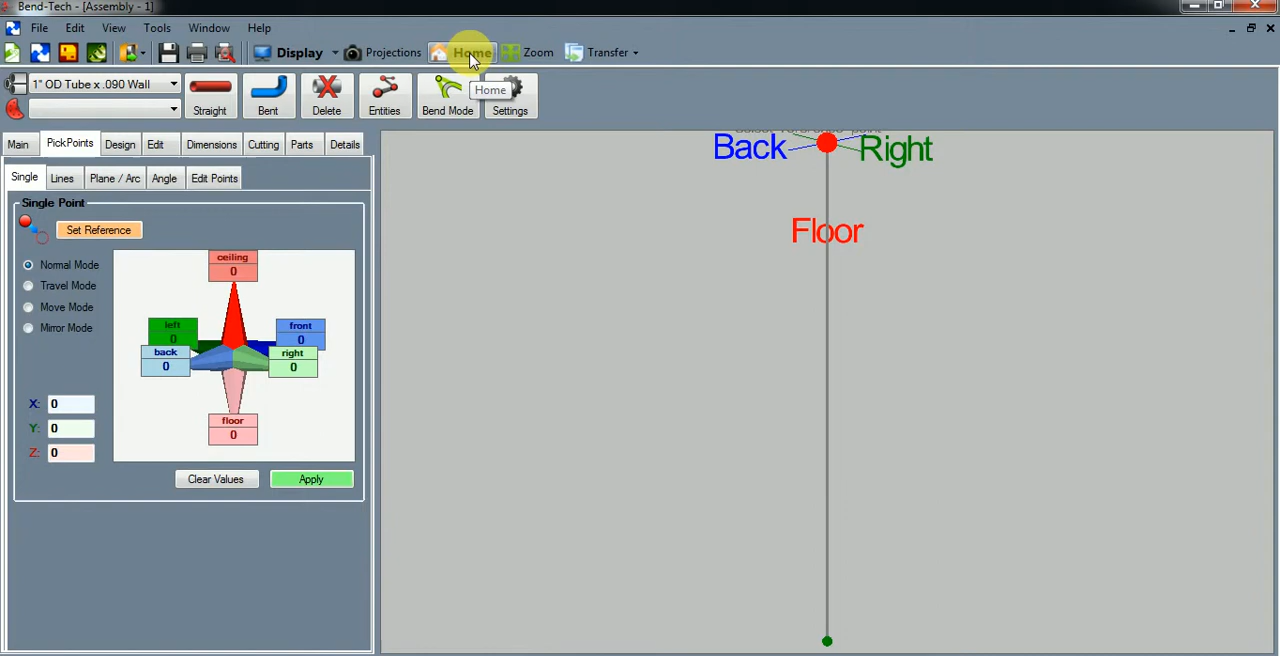 Bend-Tech - [Assembly - 1]
File Edit View Tools Window Help
Display Projections Home Zoom Transfer
1" OD Tube x .090 Wall
Straight Bent Delete Entities Bend Mode Settings
Home
Main PickPoints Design Edit Dimensions Cutting Parts Details
Single Lines Plane / Arc Angle Edit Points
Single Point
Set Reference
Normal Mode
Travel Mode
Move Mode
Mirror Mode
ceiling
0
left
0
front
0
back
0
right
0
floor
0
X: 0
Y: 0
Z: 0
Clear Values Apply
Back Right
Floor